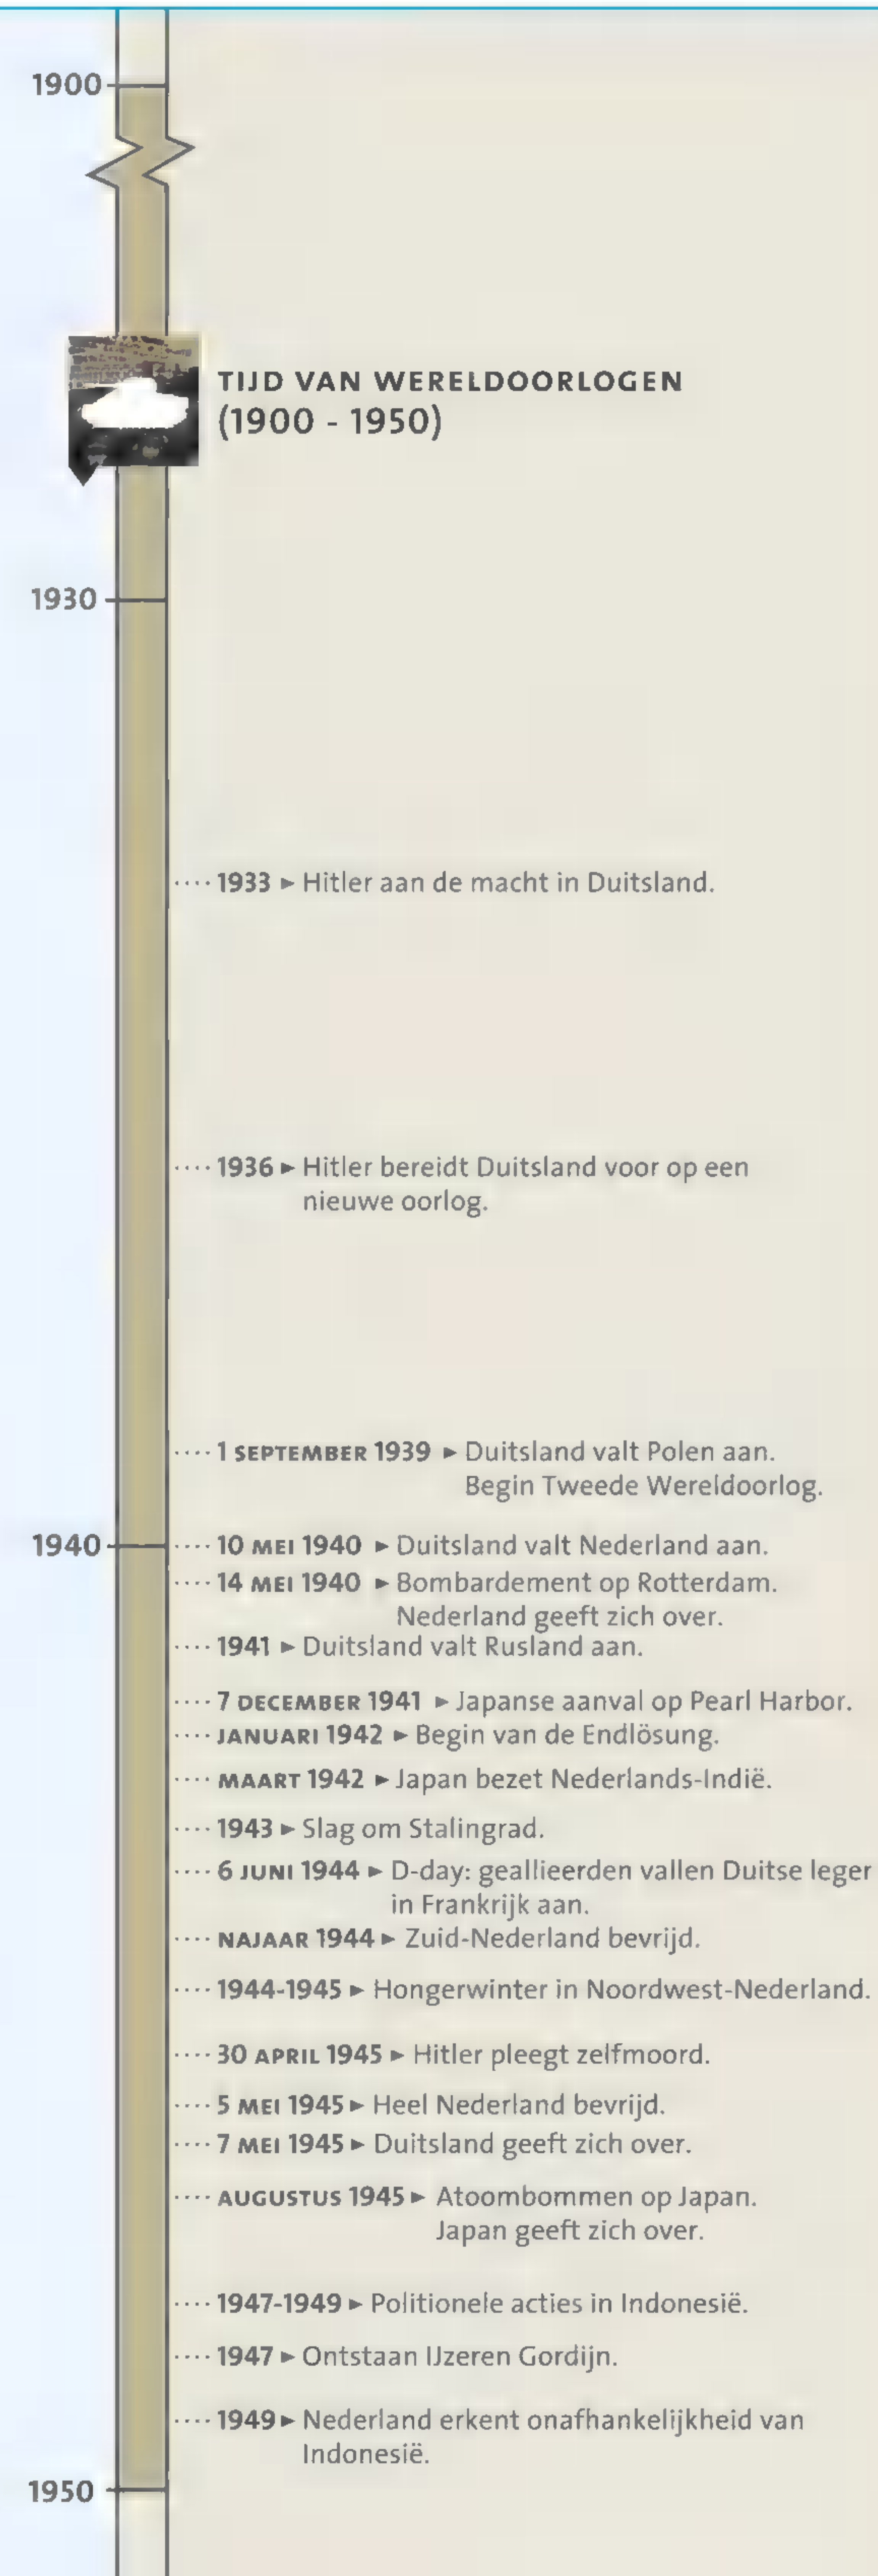 1900
TIJD VAN WERELDOORLOGEN
(1900 - 1950)
1930
1933 ► Hitler aan de macht in Duitsland.
1936 ► Hitler bereidt Duitsland voor op een
nieuwe oorlog.
1 SEPTEMBER 1939 ► Duitsland valt Polen aan.
Begin Tweede Wereldoorlog.
1940
10 MEI 1940 ► Duitsland valt Nederland aan.
14 MEI 1940 ► Bombardement op Rotterdam.
Nederland geeft zich over.
1941 ► Duitsland valt Rusland aan.
7 DECEMBER 1941 ► Japanse aanval op Pearl Harbor.
JANUARI 1942 ► Begin van de Endlösung.
MAART 1942 ► Japan bezet Nederlands-Indië.
1943 ► Slag om Stalingrad.
6 JUNI 1944 ► D-day: geallieerden vallen Duitse leger
in Frankrijk aan.
NAJAAR 1944 ► Zuid-Nederland bevrijd.
1944-1945 ► Hongerwinter in Noordwest-Nederland.
30 APRIL 1945 ► Hitler pleegt zelfmoord.
5 MEI 1945 ► Heel Nederland bevrijd.
7 MEI 1945 ► Duitsland geeft zich over.
AUGUSTUS 1945 ► Atoombommen op Japan.
Japan geeft zich over.
1947-1949 ► Politionele acties in Indonesië.
1947 ► Ontstaan IJzeren Gordijn.
1949 ► Nederland erkent onafhankelijkheid van
Indonesië.
1950